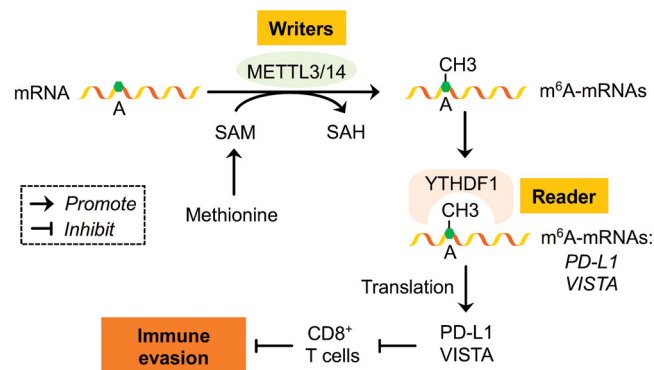 Writers
METTL3/14
mRNA
A
CH3
A
m⁶A-mRNAs
SAM
SAH
Methionine
Promote
Inhibit
YTHDF1
Reader
CH3
A
m⁶A-mRNAs:
PD-L1
VISTA
Translation
PD-L1
VISTA
CD8⁺
T cells
Immune
evasion